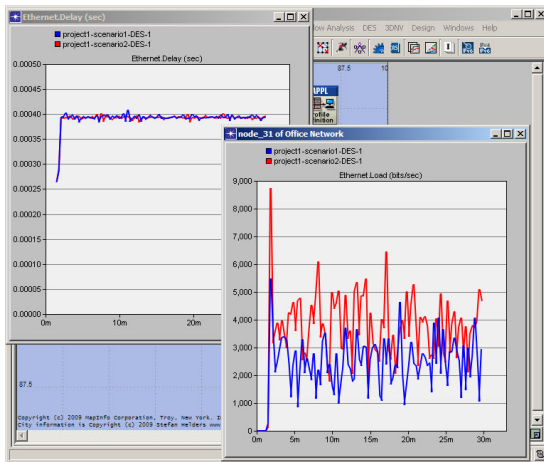 Ethernet.Delay (sec)
project1-scenario1-DES-1
project1-scenario2-DES-1
Ethernet.Delay (sec)
0.00050
0.00045
0.00040
0.00035
0.00030
0.00025
0.00020
0.00015
0.00010
0.00005
0.00000
0m 10m 20m
Flow Analysis DES 3DNV Design Windows Help
87.5 10
APPL
Profile
Definition
node_31 of Office Network
project1-scenario1-DES-1
project1-scenario2-DES-1
Ethernet.Load (bits/sec)
9,000
8,000
7,000
6,000
5,000
4,000
3,000
2,000
1,000
0
0m 5m 10m 15m 20m 25m 30m
87.5
Copyright (c) 2009 MapInfo Corporation, Troy, New York.
City information is Copyright (c) 2009 Stefan Helders www